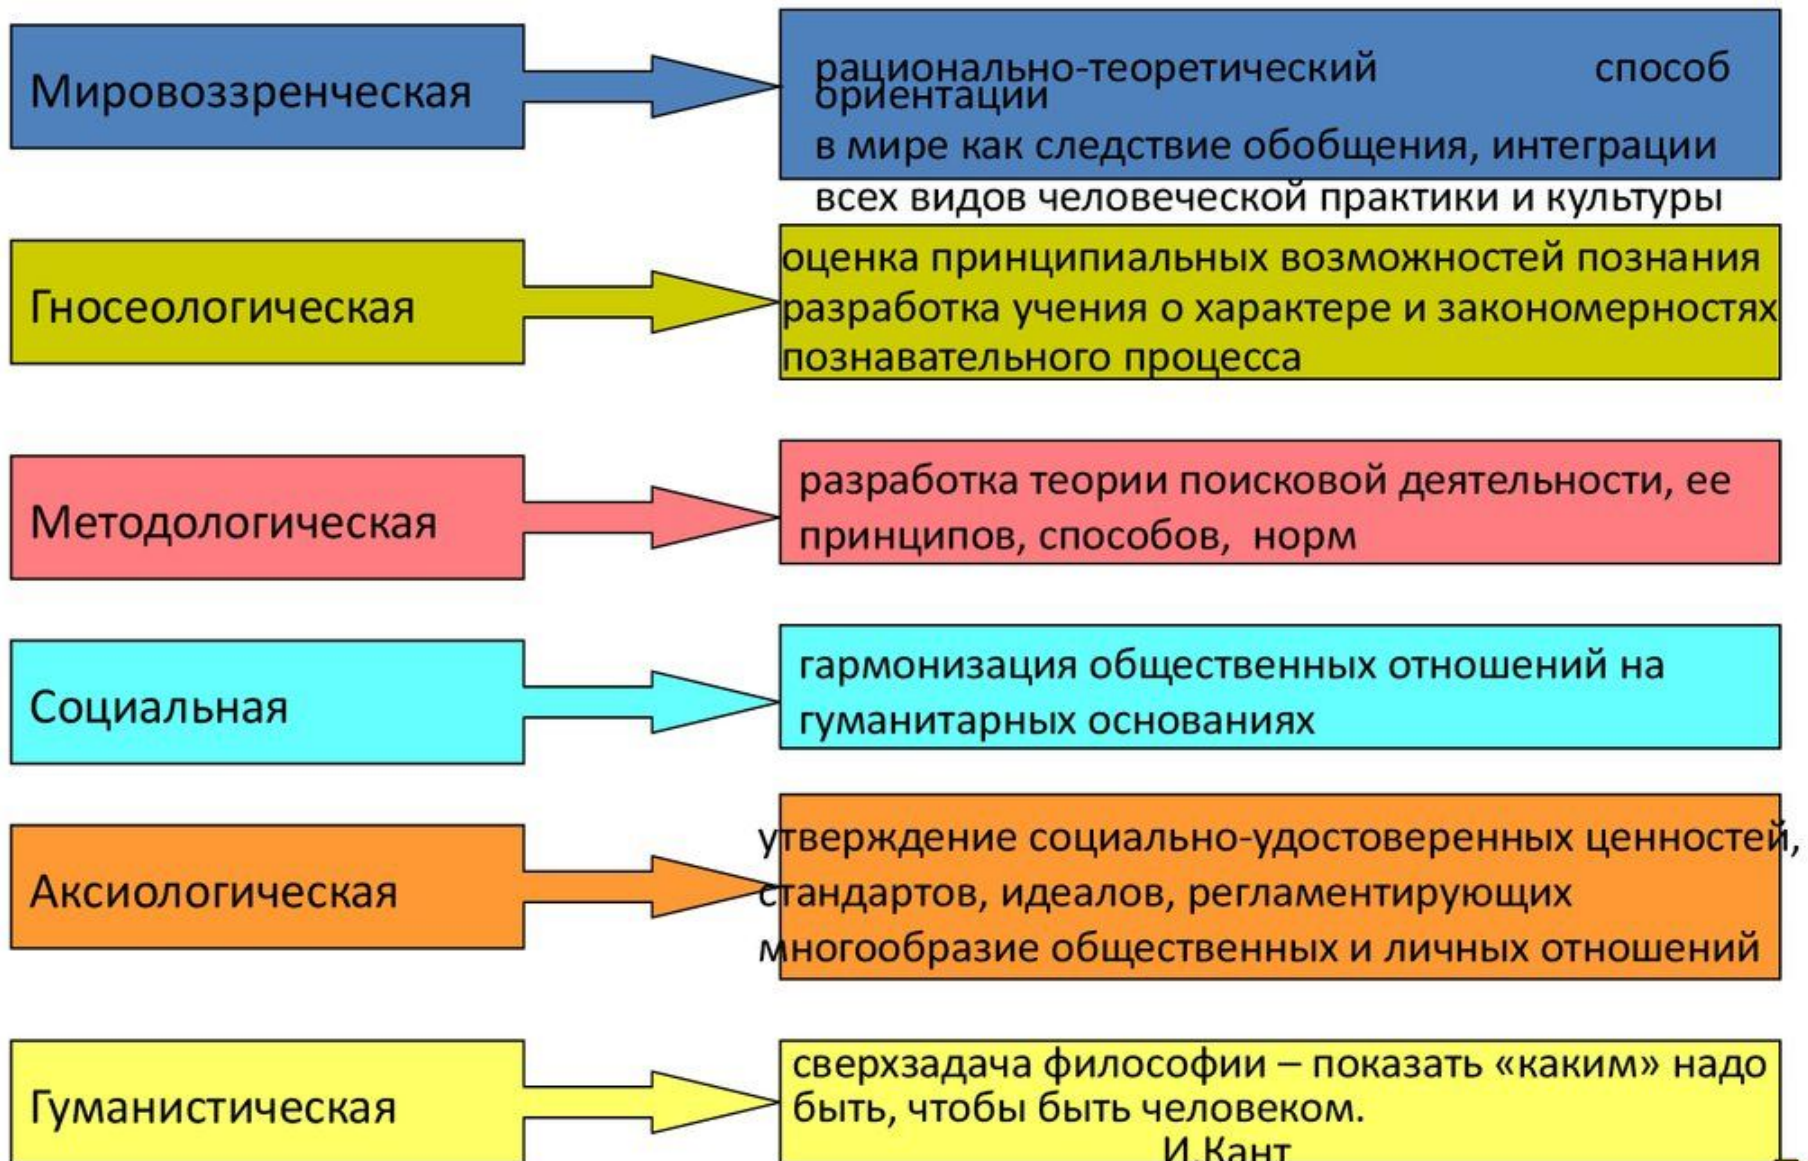 Мировоззренческая
рационально-теоретический способ
ориентации
в мире как следствие обобщения, интеграции
всех видов человеческой практики и культуры
Гносеологическая
оценка принципиальных возможностей познания
разработка учения о характере и закономерностях
познавательного процесса
Методологическая
разработка теории поисковой деятельности, ее
принципов, способов, норм
Социальная
гармонизация общественных отношений на
гуманитарных основаниях
Аксиологическая
утверждение социально-удостоверенных ценностей,
стандартов, идеалов, регламентирующих
многообразие общественных и личных отношений
Гуманистическая
сверхзадача философии – показать «каким» надо
быть, чтобы быть человеком.
И.Кант